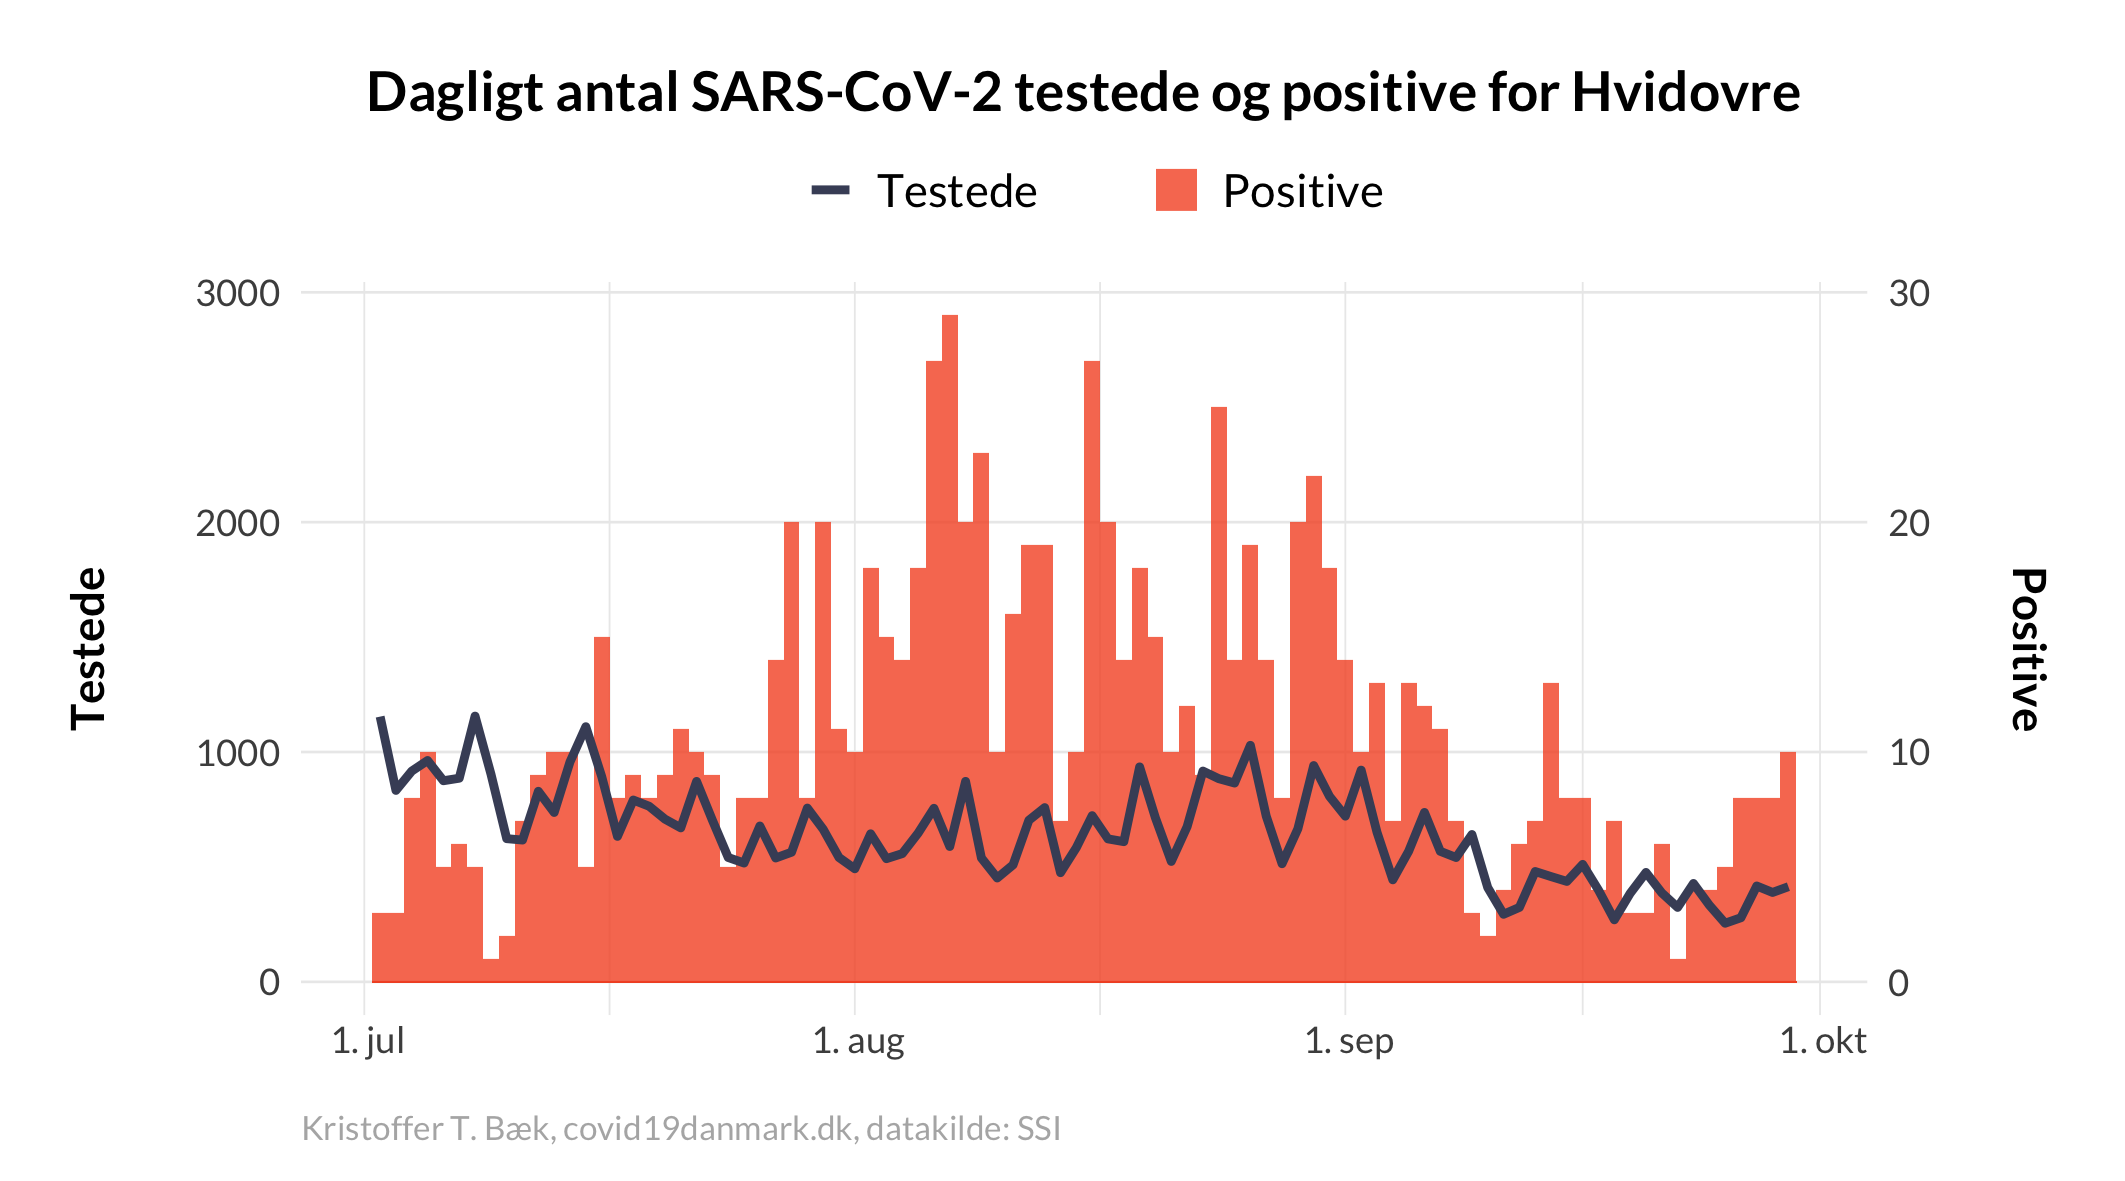 Dagligt antal SARS-CoV-2 testede og positive for Hvidovre
Testede
Positive
3000
2000
1000
0
30
20
10
0
Testede
Positive
1. jul
1. aug
1. sep
1. okt
Kristoffer T. Bæk, covid19danmark.dk, datakilde: SSI